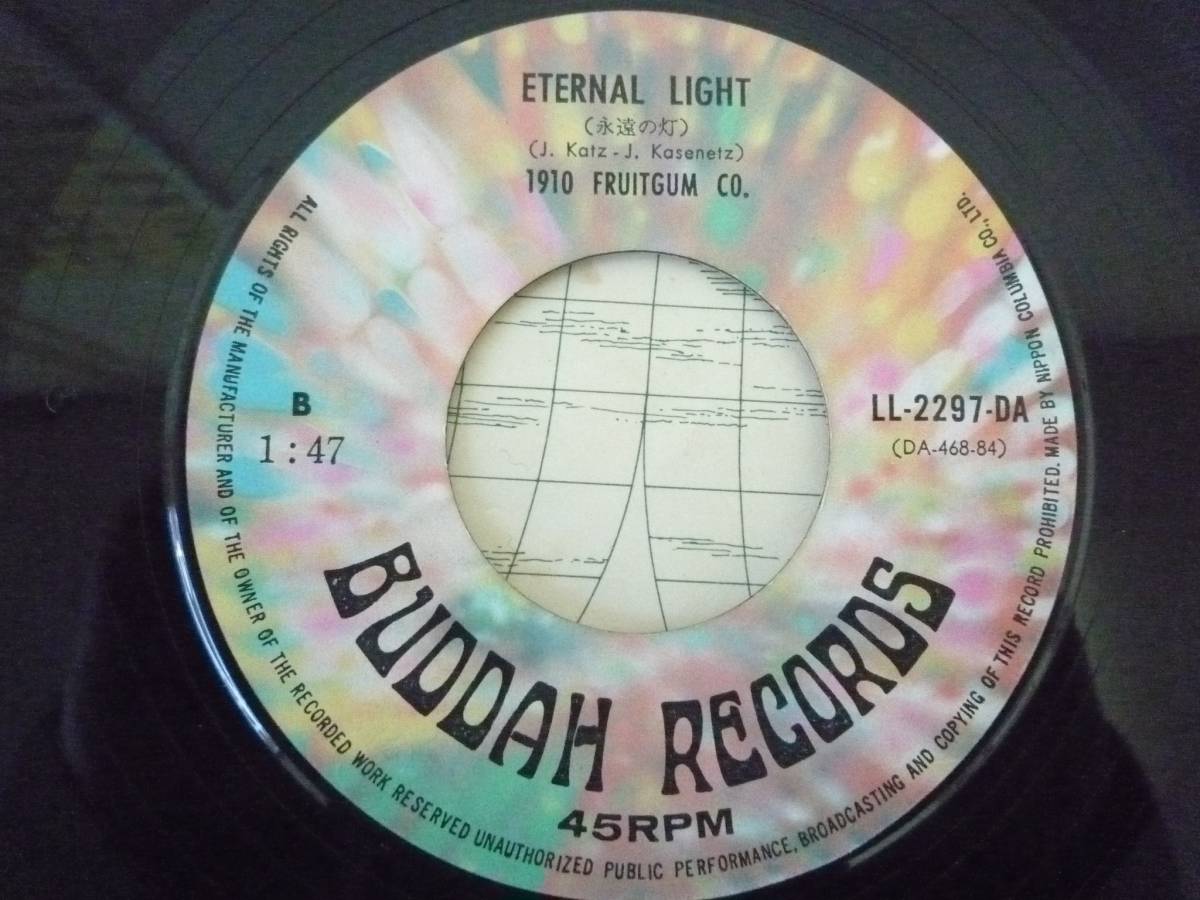 ETERNAL LIGHT
(永遠の灯)
(J. Katz - J. Kasenetz)
1910 FRUITGUM CO.
B
1:47
LL-2297-DA
(DA-468-84)
BUDDAH RECORDS
45RPM
ALL RIGHTS OF THE MANUFACTURER AND OF THE OWNER OF THE RECORDED WORK RESERVED UNAUTHORIZED PUBLIC PERFORMANCE, BROADCASTING AND COPYING OF THIS RECORD PROHIBITED. MADE BY NIPPON COLUMBIA CO., LTD.